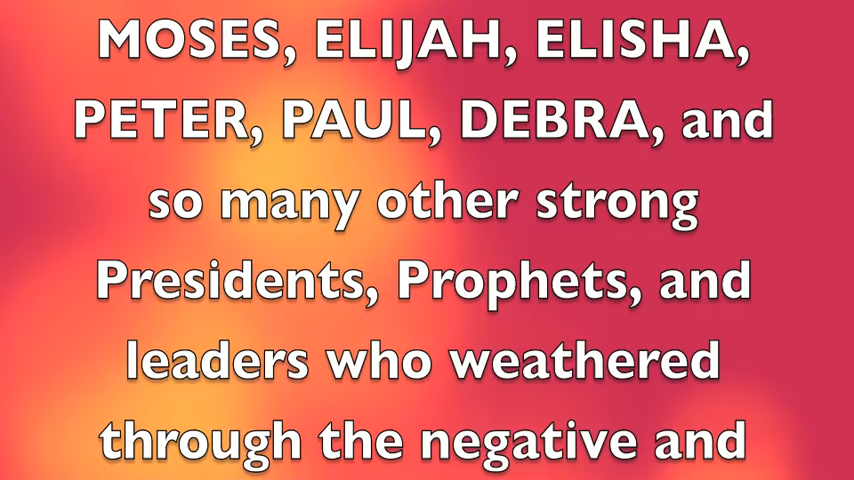 MOSES, ELIJAH, ELISHA,
PETER, PAUL, DEBRA, and
so many other strong
Presidents, Prophets, and
leaders who weathered
through the negative and